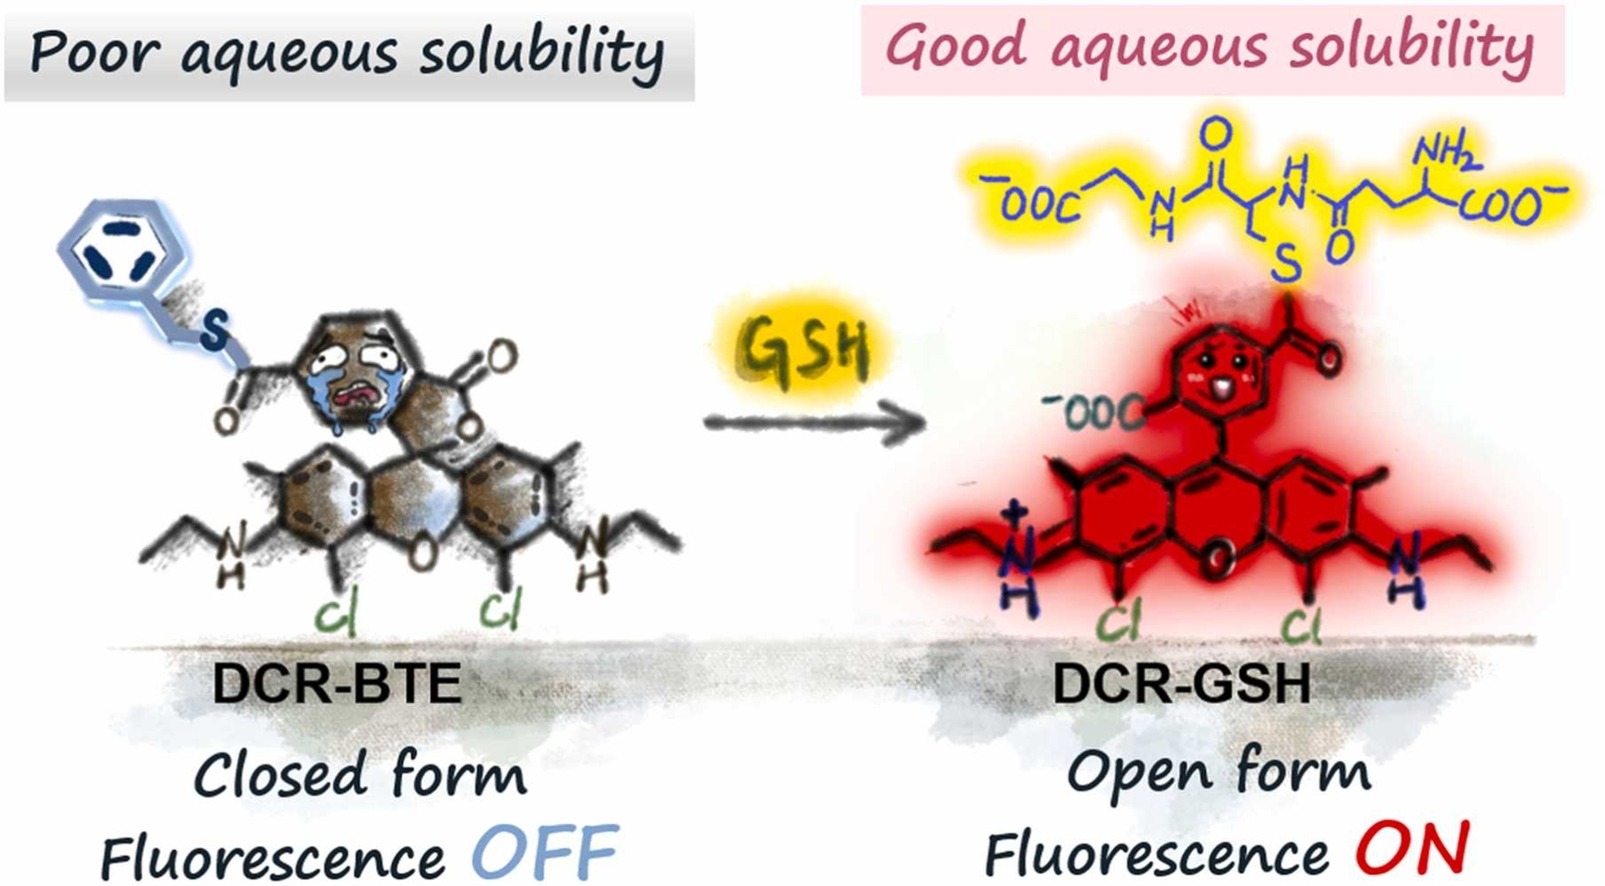 Poor aqueous solubility
Good aqueous solubility
S
O
O
O
N
H
O
N
H
Cl
Cl
GSH
⁻OOC
N
H
O
H
N
O
NH₂
COO⁻
S
O
⁻OOC
+
N
H
O
N
H
Cl
Cl
DCR-BTE
Closed form
Fluorescence OFF
DCR-GSH
Open form
Fluorescence ON